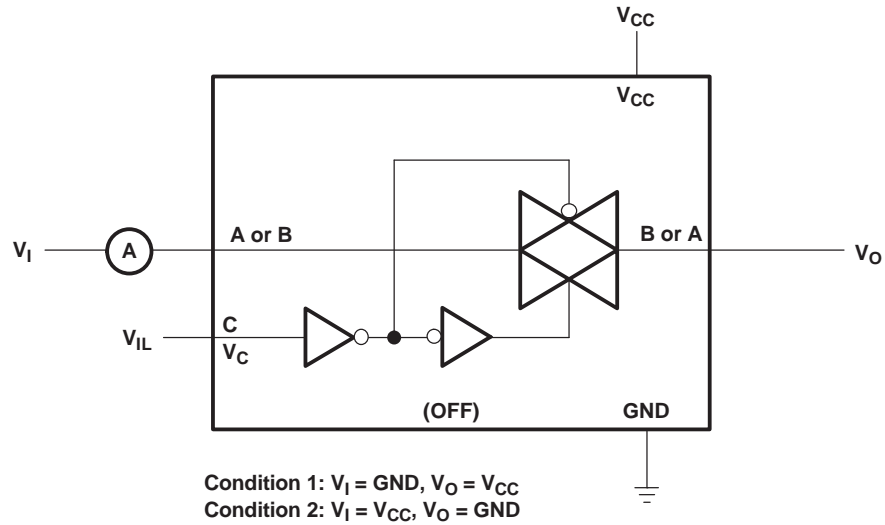 VCC
VCC
A or B
B or A
VI
A
VO
C
VIL
VC
(OFF)
GND
Condition 1: VI = GND, VO = VCC
Condition 2: VI = VCC, VO = GND